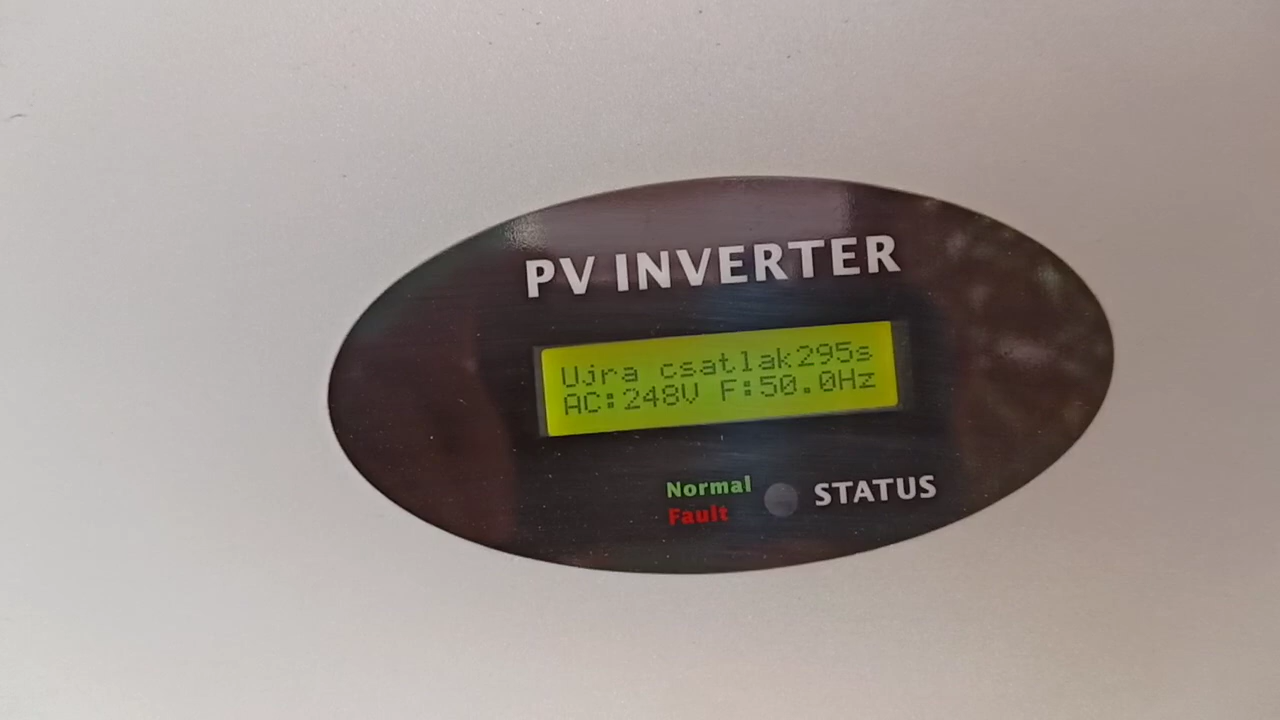 PV INVERTER
Ujra csatlak295s
AC:248V F:50.0Hz
Normal
Fault
STATUS